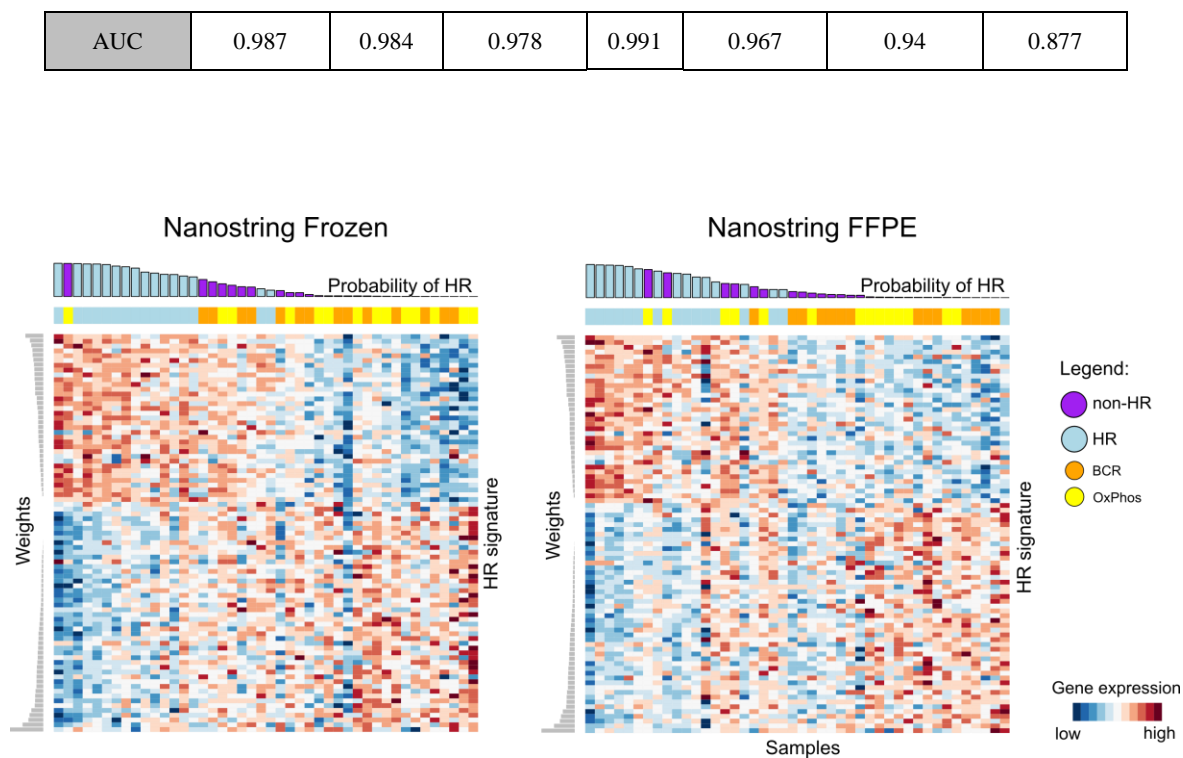 AUC 0.987 0.984 0.978 0.991 0.967 0.94 0.877
Nanostring Frozen
Probability of HR
Weights
HR signature
Nanostring FFPE
Probability of HR
Weights
HR signature
Samples
Legend:
non-HR
HR
BCR
OxPhos
Gene expression
low high